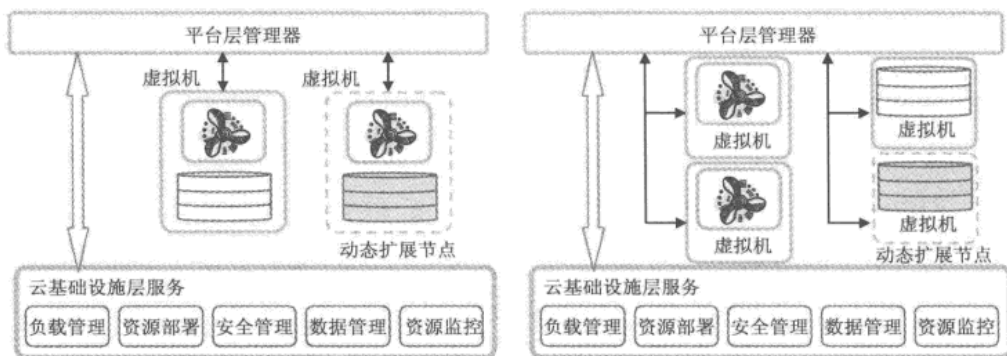 平台层管理器
虚拟机
虚拟机
动态扩展节点
云基础设施层服务
负载管理
资源部署
安全管理
数据管理
资源监控
平台层管理器
虚拟机
虚拟机
虚拟机
虚拟机
动态扩展节点
云基础设施层服务
负载管理
资源部署
安全管理
数据管理
资源监控